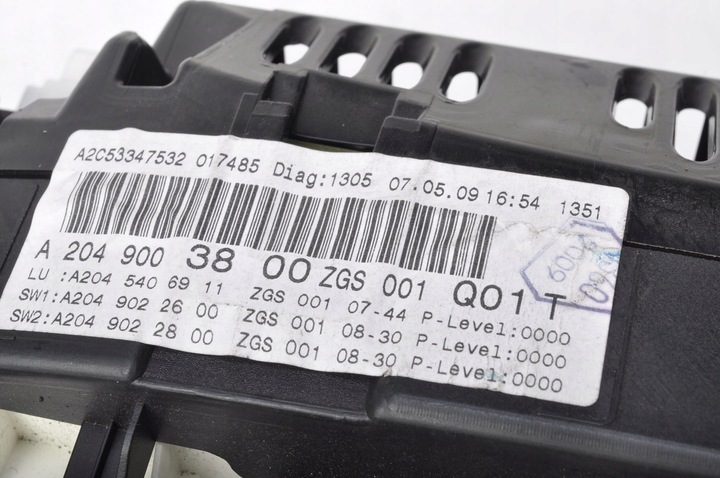 A2C53347532 017485 Diag:1305 07.05.09 16:54 1351
A 204 900 38 00 ZGS 001 Q01 T
LU :A204 540 69 11 ZGS 001 07-44 P-Level:0000
SW1:A204 902 26 00 ZGS 001 08-30 P-Level:0000
SW2:A204 902 28 00 ZGS 001 08-30 P-Level:0000